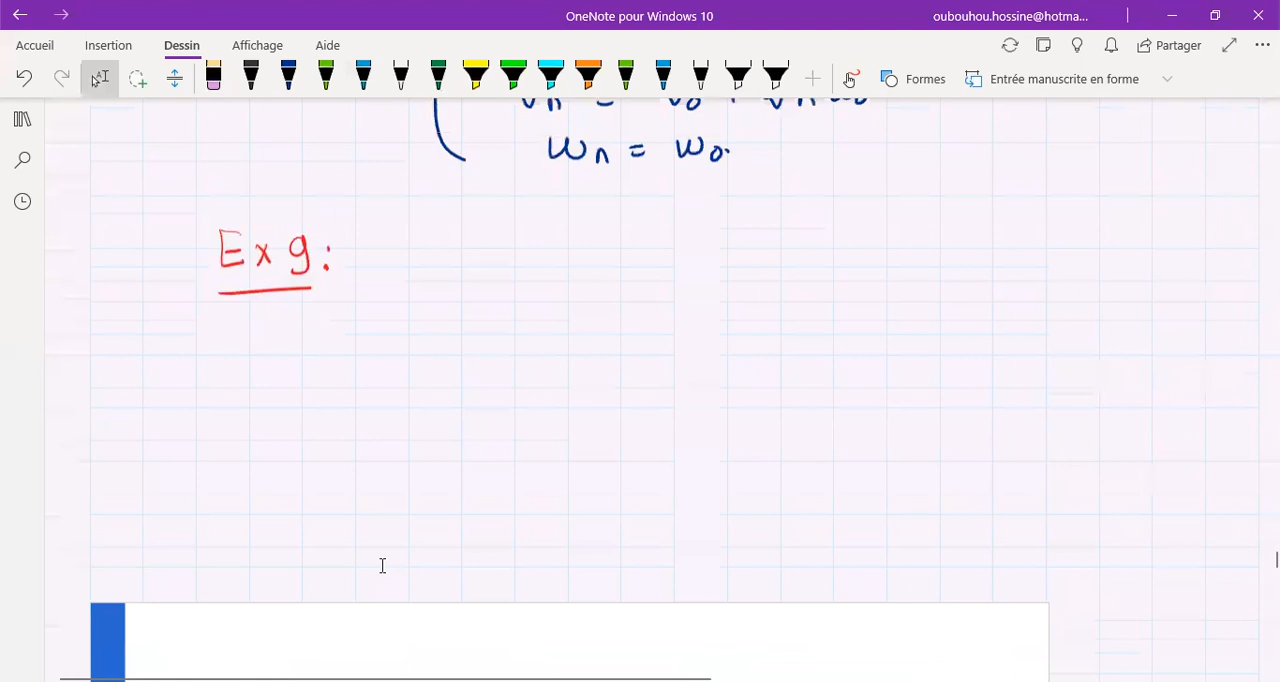 OneNote pour Windows 10
oubouhou.hossine@hotma...
Accueil Insertion Dessin Affichage Aide
Partager
Formes Entrée manuscrite en forme
wₙ = w₀.
Ex 9: